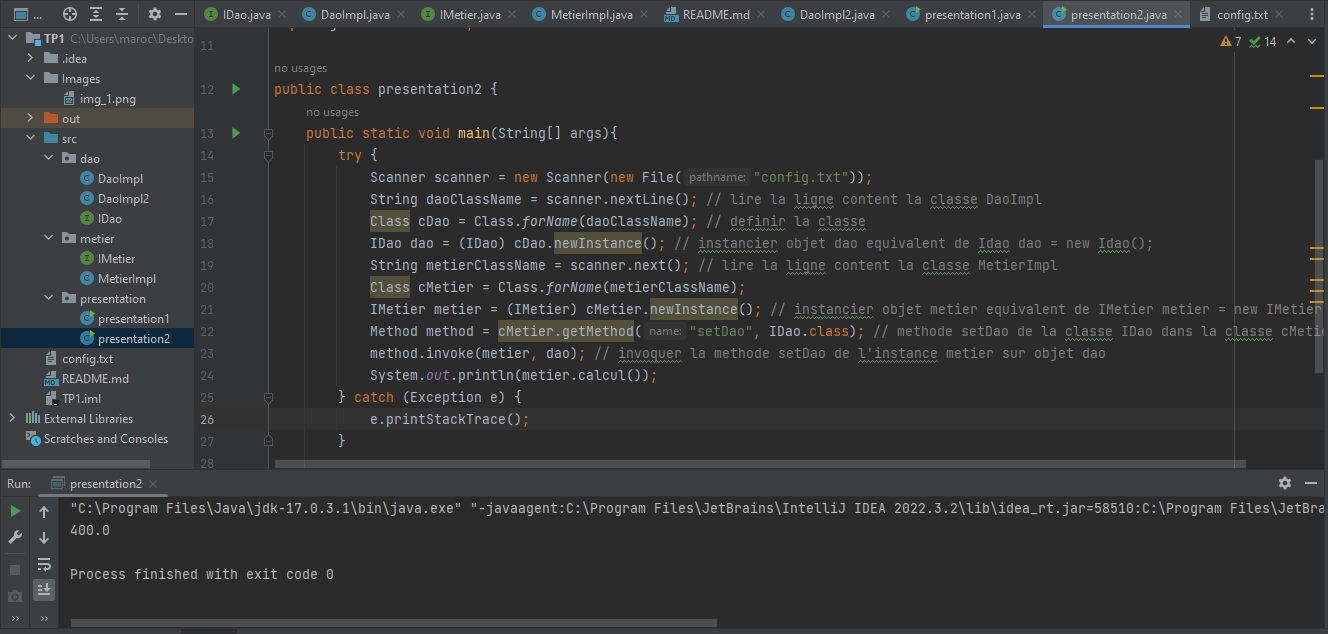 ...
IDao.java
DaoImpl.java
IMetier.java
MetierImpl.java
README.md
DaoImpl2.java
presentation1.java
presentation2.java
config.txt
TP1 C:\Users\maroc\Deskto
.idea
Images
img_1.png
out
src
dao
DaoImpl
DaoImpl2
IDao
metier
IMetier
MetierImpl
presentation
presentation1
presentation2
config.txt
README.md
TP1.iml
External Libraries
Scratches and Consoles
7 14
11
no usages
12 public class presentation2 {
no usages
13 public static void main(String[] args){
14 try {
15 Scanner scanner = new Scanner(new File( pathname: "config.txt"));
16 String daoClassName = scanner.nextLine(); // lire la ligne content la classe DaoImpl
17 Class cDao = Class.forName(daoClassName); // definir la classe
18 IDao dao = (IDao) cDao.newInstance(); // instancier objet dao equivalent de Idao dao = new Idao();
19 String metierClassName = scanner.next(); // lire la ligne content la classe MetierImpl
20 Class cMetier = Class.forName(metierClassName);
21 IMetier metier = (IMetier) cMetier.newInstance(); // instancier objet metier equivalent de IMetier metier = new IMetier
22 Method method = cMetier.getMethod( name: "setDao", IDao.class); // methode setDao de la classe IDao dans la classe cMetie
23 method.invoke(metier, dao); // invoquer la methode setDao de l'instance metier sur objet dao
24 System.out.println(metier.calcul());
25 } catch (Exception e) {
26 e.printStackTrace();
27 }
28
Run: presentation2
"C:\Program Files\Java\jdk-17.0.3.1\bin\java.exe" "-javaagent:C:\Program Files\JetBrains\IntelliJ IDEA 2022.3.2\lib\idea_rt.jar=58510:C:\Program Files\JetBra
400.0
Process finished with exit code 0